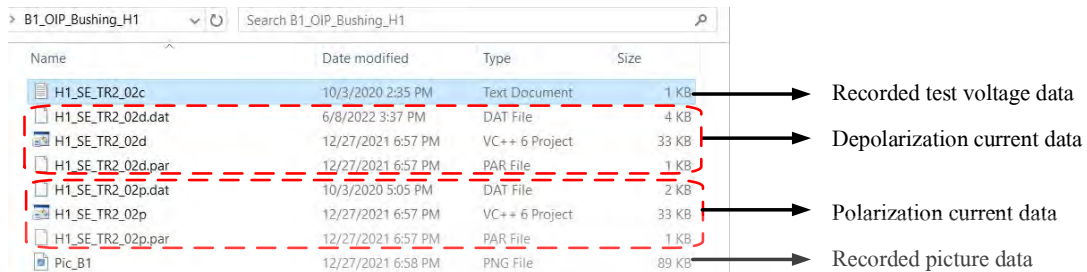 > B1_OIP_Bushing_H1 Search B1_OIP_Bushing_H1
Name Date modified Type Size
H1_SE_TR2_02c 10/3/2020 2:35 PM Text Document 1 KB Recorded test voltage data
H1_SE_TR2_02d.dat 6/8/2022 3:37 PM DAT File 4 KB
H1_SE_TR2_02d 12/27/2021 6:57 PM VC++ 6 Project 33 KB Depolarization current data
H1_SE_TR2_02d.par 12/27/2021 6:57 PM PAR File 1 KB
H1_SE_TR2_02p.dat 10/3/2020 5:05 PM DAT File 2 KB
H1_SE_TR2_02p 12/27/2021 6:57 PM VC++ 6 Project 33 KB Polarization current data
H1_SE_TR2_02p.par 12/27/2021 6:57 PM PAR File 1 KB
Pic_B1 12/27/2021 6:58 PM PNG File 89 KB Recorded picture data